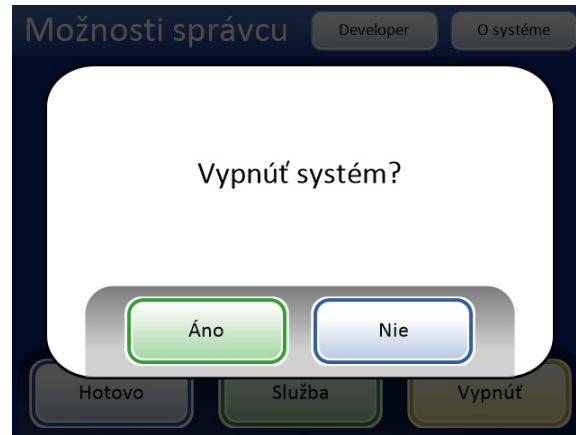 Možnosti správcu
Developer
O systéme
Vypnúť systém?
Áno
Nie
Hotovo
Služba
Vypnúť